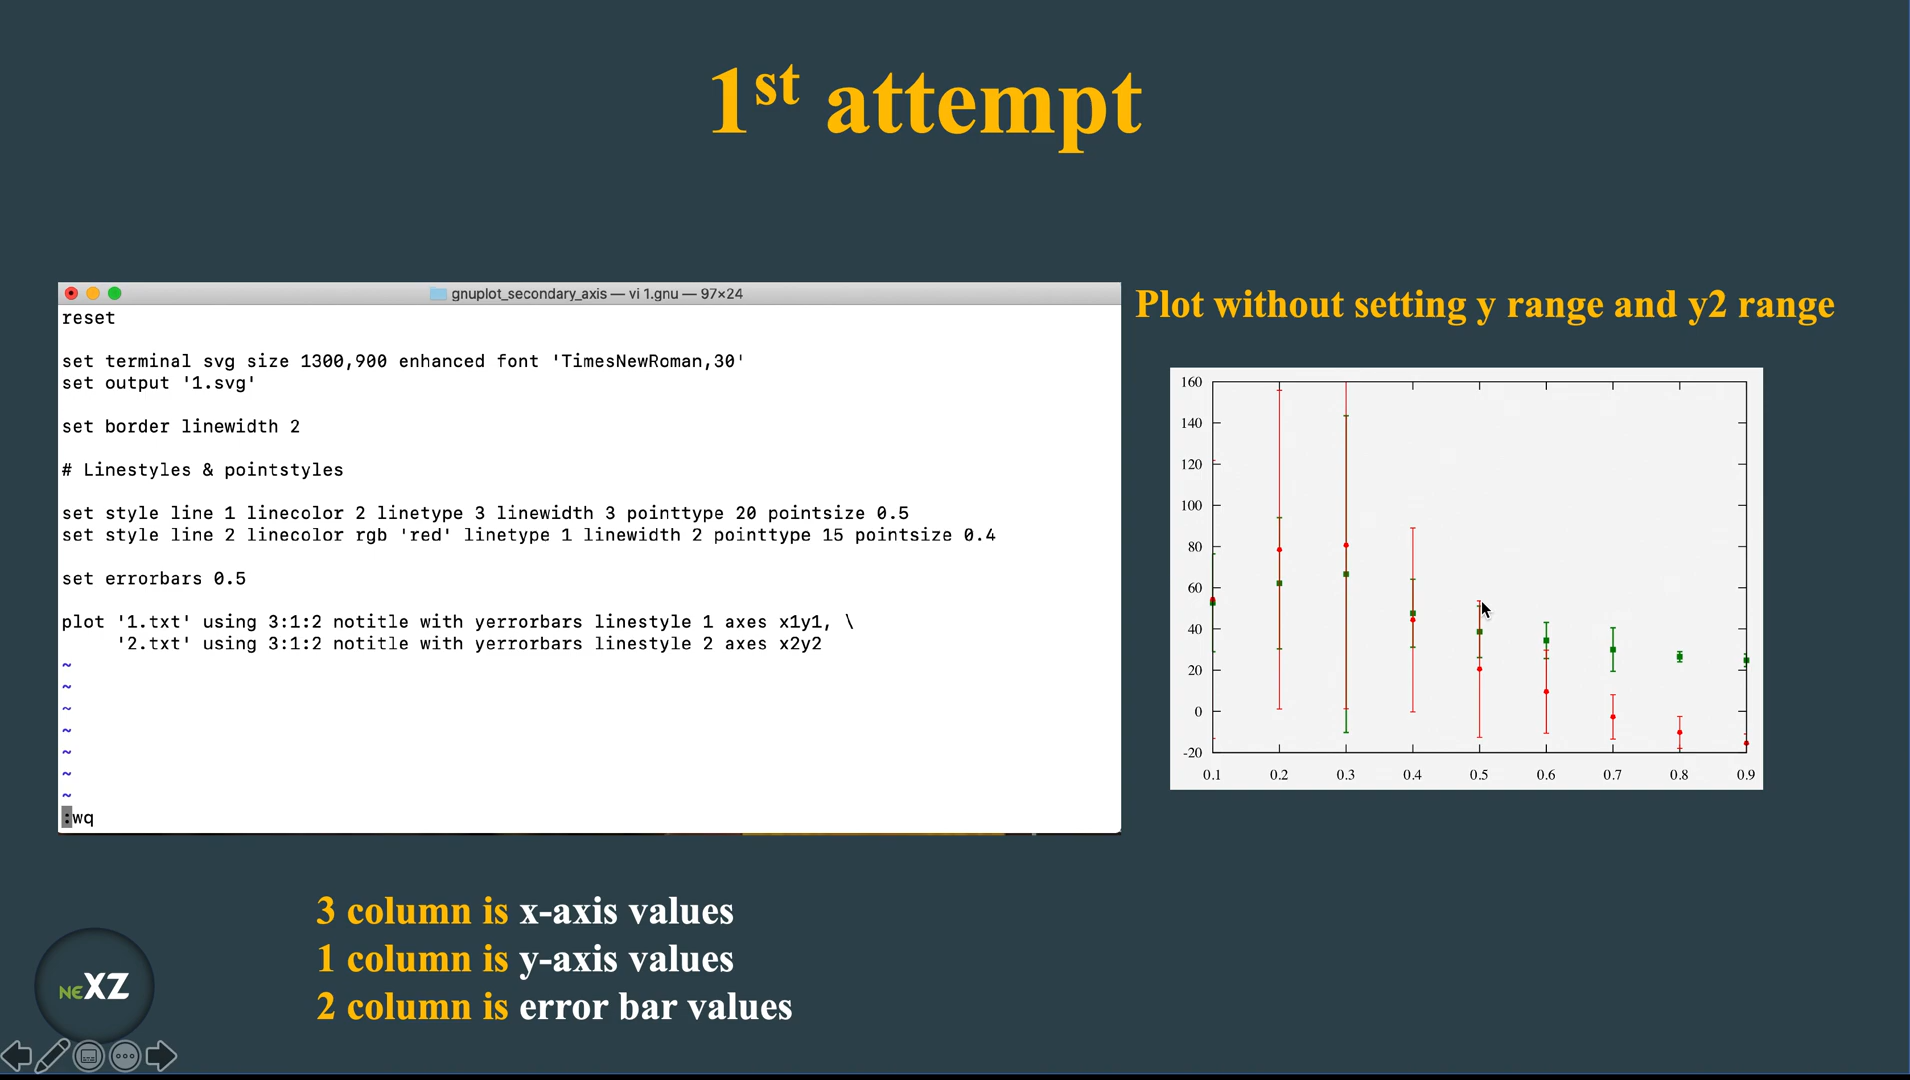 1st attempt
gnuplot_secondary_axis — vi 1.gnu — 97×24
reset
set terminal svg size 1300,900 enhanced font 'TimesNewRoman,30'
set output '1.svg'
set border linewidth 2
# Linestyles & pointstyles
set style line 1 linecolor 2 linetype 3 linewidth 3 pointtype 20 pointsize 0.5
set style line 2 linecolor rgb 'red' linetype 1 linewidth 2 pointtype 15 pointsize 0.4
set errorbars 0.5
plot '1.txt' using 3:1:2 notitle with yerrorbars linestyle 1 axes x1y1, \
'2.txt' using 3:1:2 notitle with yerrorbars linestyle 2 axes x2y2
~
~
~
~
~
~
~
:wq
Plot without setting y range and y2 range
160
140
120
100
80
60
40
20
0
-20
0.1 0.2 0.3 0.4 0.5 0.6 0.7 0.8 0.9
3 column is x-axis values
1 column is y-axis values
2 column is error bar values
NEXZ